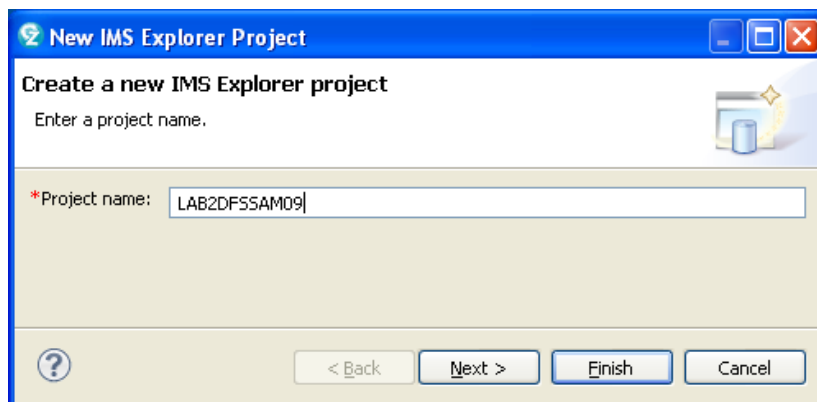 New IMS Explorer Project
Create a new IMS Explorer project
Enter a project name.
*Project name: LAB2DFSSAM09
? < Back Next > Finish Cancel